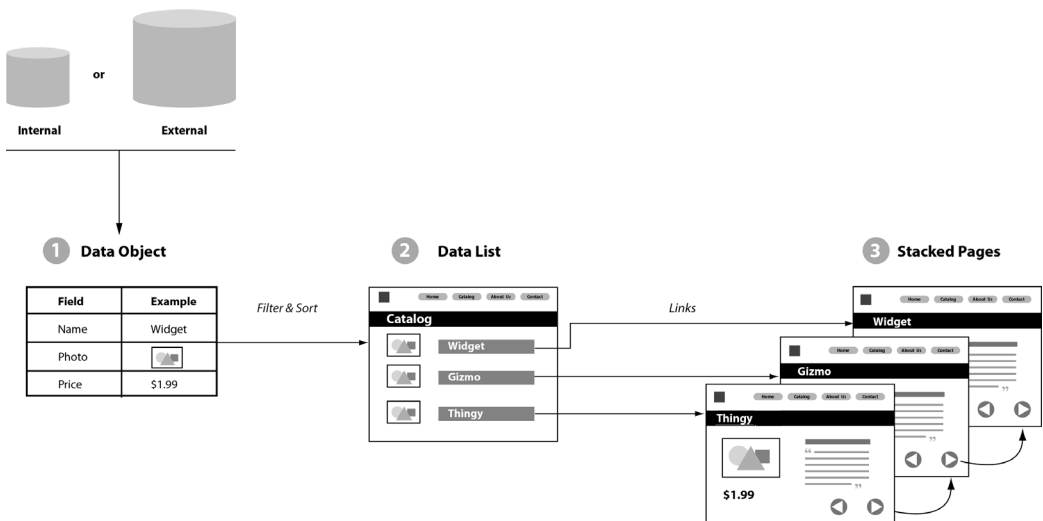 or
Internal
External
1 Data Object
2 Data List
3 Stacked Pages
Field Example
Name Widget
Photo
Price $1.99
Filter & Sort
Home Catalog About Us Contact
Catalog
Widget
Gizmo
Thingy
Links
Home Catalog About Us Contact
Widget
”
Home Catalog About Us Contact
Gizmo
”
Home Catalog About Us Contact
Thingy
“
”
$1.99